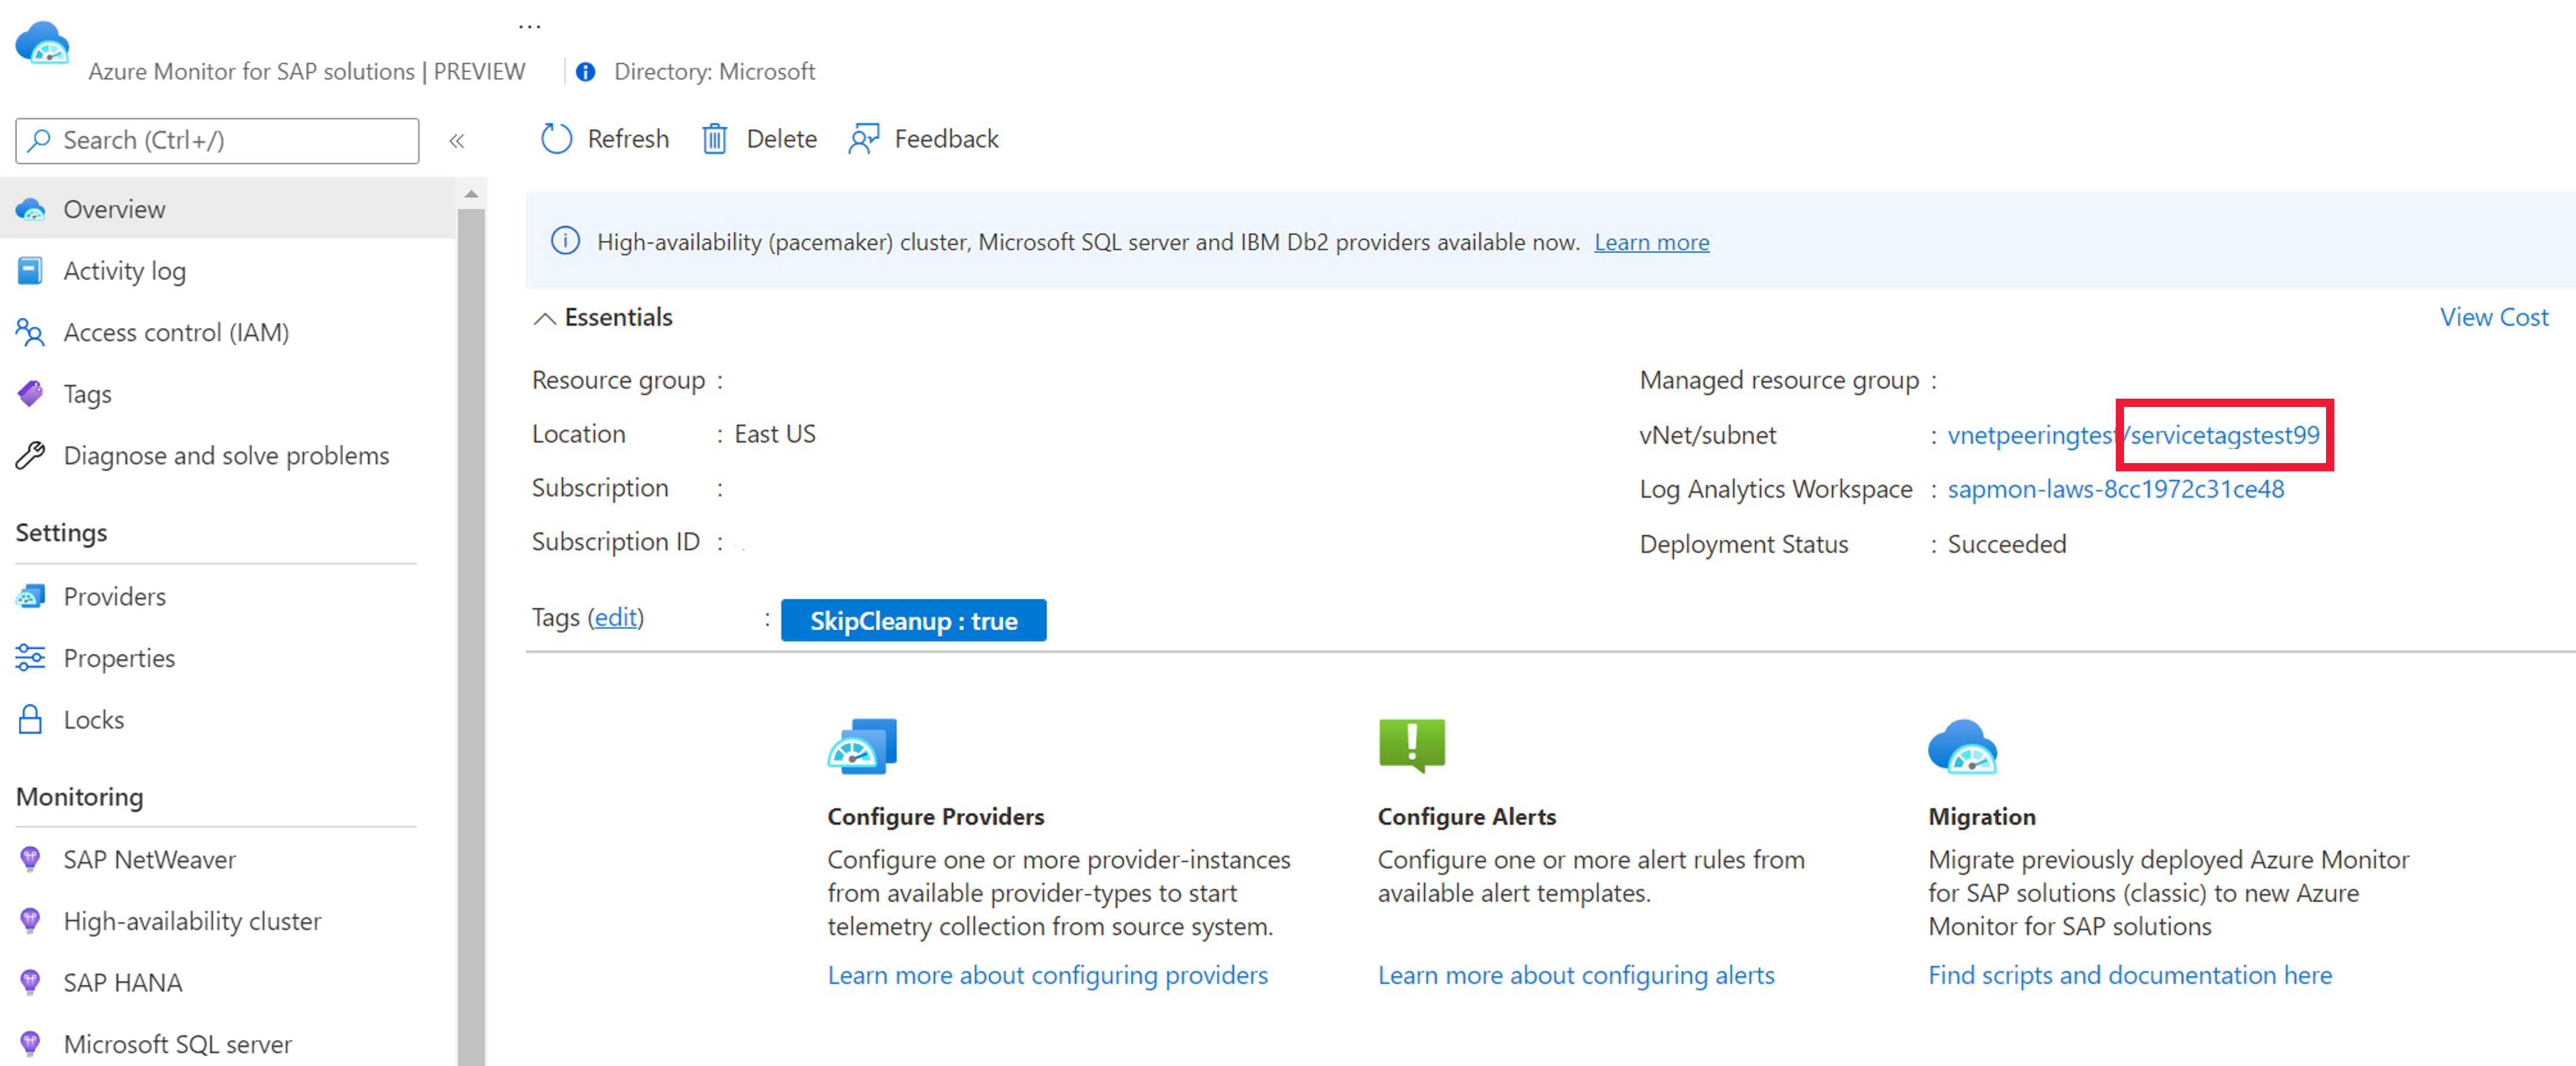 ...
Azure Monitor for SAP solutions | PREVIEW Directory: Microsoft
Search (Ctrl+/) «
Refresh Delete Feedback
Overview
Activity log
Access control (IAM)
Tags
Diagnose and solve problems
Settings
Providers
Properties
Locks
Monitoring
SAP NetWeaver
High-availability cluster
SAP HANA
Microsoft SQL server
High-availability (pacemaker) cluster, Microsoft SQL server and IBM Db2 providers available now. Learn more
Essentials
View Cost
Resource group :
Location : East US
Subscription :
Subscription ID :
Managed resource group :
vNet/subnet : vnetpeeringtest/servicetagstest99
Log Analytics Workspace : sapmon-laws-8cc1972c31ce48
Deployment Status : Succeeded
Tags (edit) : SkipCleanup : true
Configure Providers
Configure one or more provider-instances
from available provider-types to start
telemetry collection from source system.
Learn more about configuring providers
Configure Alerts
Configure one or more alert rules from
available alert templates.
Learn more about configuring alerts
Migration
Migrate previously deployed Azure Monitor
for SAP solutions (classic) to new Azure
Monitor for SAP solutions
Find scripts and documentation here